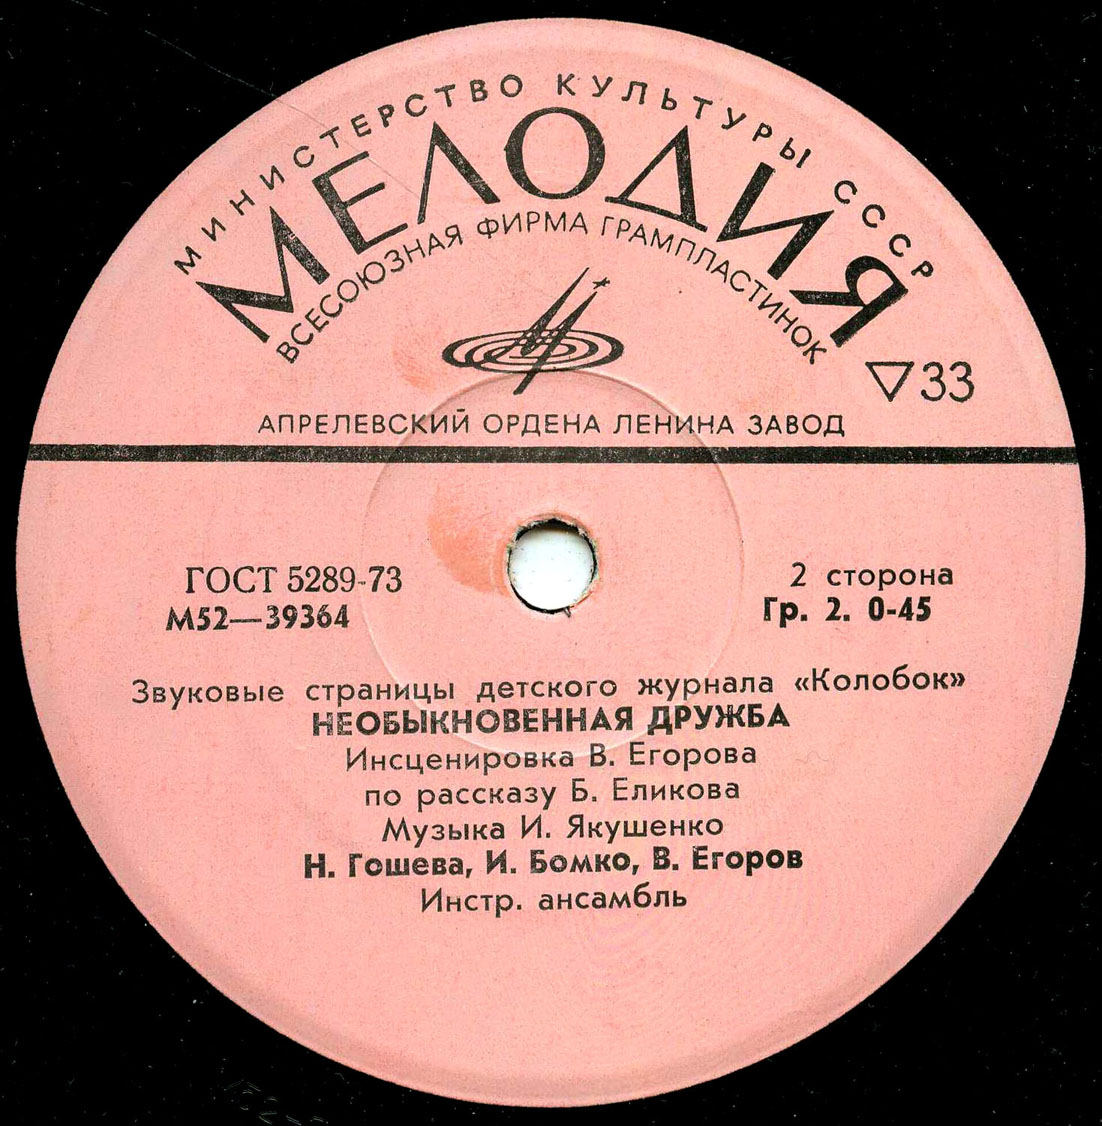 МИНИСТЕРСТВО КУЛЬТУРЫ СССР
МЕЛОДИЯ
ВСЕСОЮЗНАЯ ФИРМА ГРАМПЛАСТИНОК
33
АПРЕЛЕВСКИЙ ОРДЕНА ЛЕНИНА ЗАВОД
ГОСТ 5289-73
М52—39364
2 сторона
Гр. 2. 0-45
Звуковые страницы детского журнала «Колобок»
НЕОБЫКНОВЕННАЯ ДРУЖБА
Инсценировка В. Егорова
по рассказу Б. Еликова
Музыка И. Якушенко
Н. Гошева, И. Бомко, В. Егоров
Инстр. ансамбль